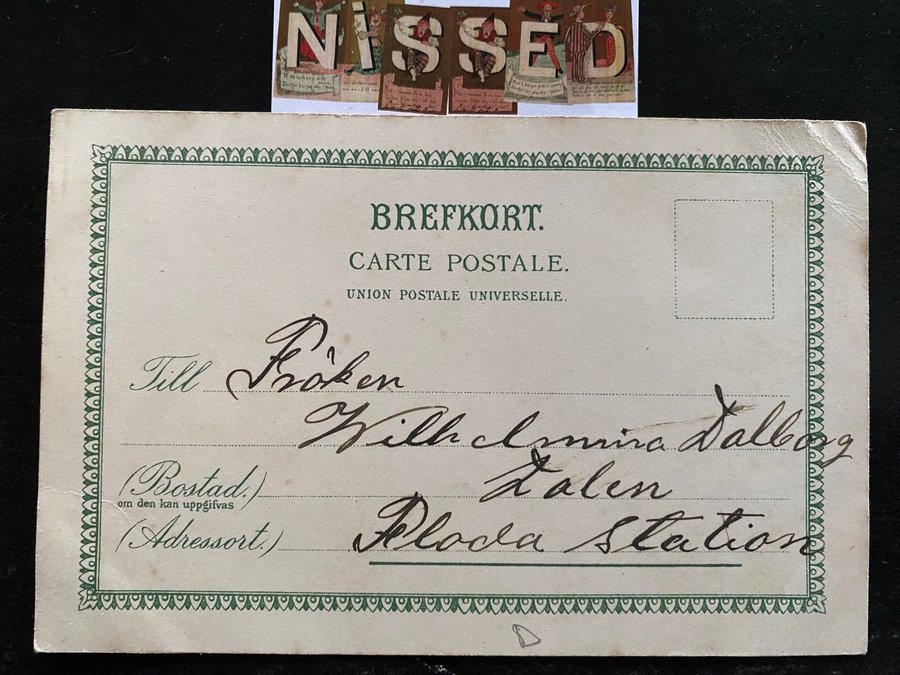 NiSSED
BREFKORT.
CARTE POSTALE.
UNION POSTALE UNIVERSELLE.
Till Fröken
Wilhelmina Dalborg
(Bostad.) Dalen
om den kan uppgifvas
(Adressort.) Floda Station